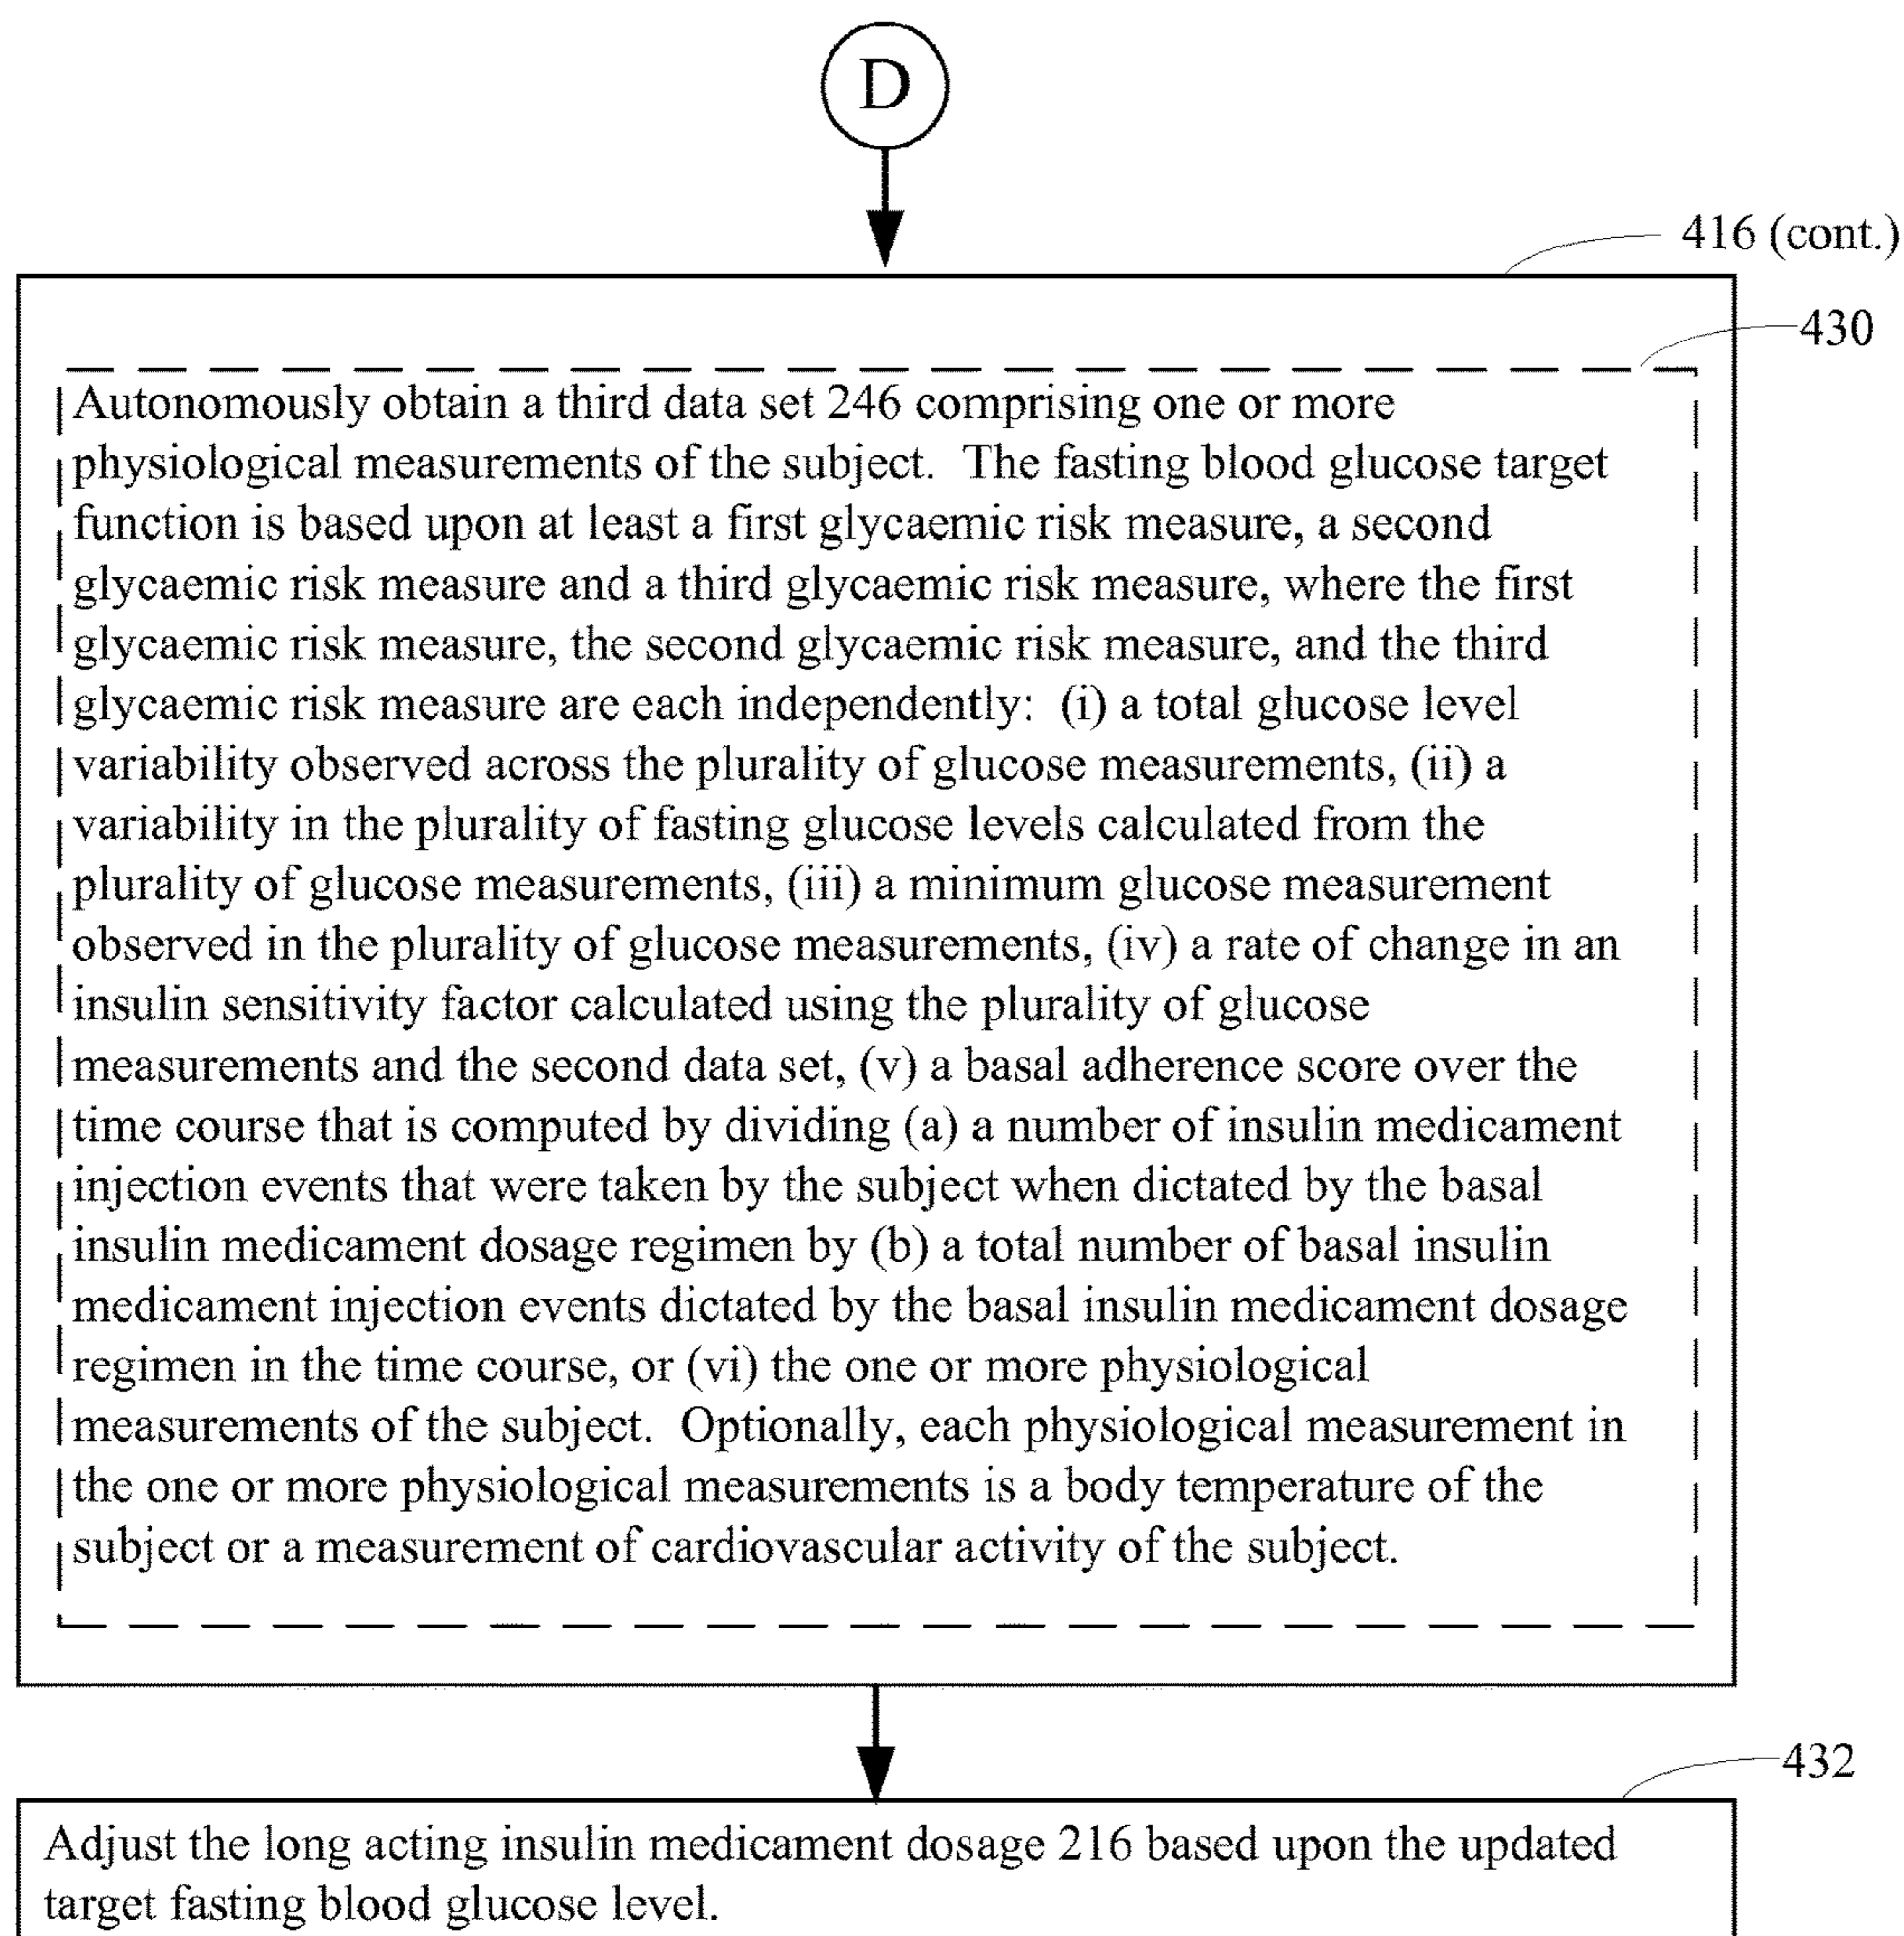 D
416 (cont.)
430
Autonomously obtain a third data set 246 comprising one or more
physiological measurements of the subject.  The fasting blood glucose target
function is based upon at least a first glycaemic risk measure, a second
glycaemic risk measure and a third glycaemic risk measure, where the first
glycaemic risk measure, the second glycaemic risk measure, and the third
glycaemic risk measure are each independently:  (i) a total glucose level
variability observed across the plurality of glucose measurements, (ii) a
variability in the plurality of fasting glucose levels calculated from the
plurality of glucose measurements, (iii) a minimum glucose measurement
observed in the plurality of glucose measurements, (iv) a rate of change in an
insulin sensitivity factor calculated using the plurality of glucose
measurements and the second data set, (v) a basal adherence score over the
time course that is computed by dividing (a) a number of insulin medicament
injection events that were taken by the subject when dictated by the basal
insulin medicament dosage regimen by (b) a total number of basal insulin
medicament injection events dictated by the basal insulin medicament dosage
regimen in the time course, or (vi) the one or more physiological
measurements of the subject.  Optionally, each physiological measurement in
the one or more physiological measurements is a body temperature of the
subject or a measurement of cardiovascular activity of the subject.
432
Adjust the long acting insulin medicament dosage 216 based upon the updated
target fasting blood glucose level.